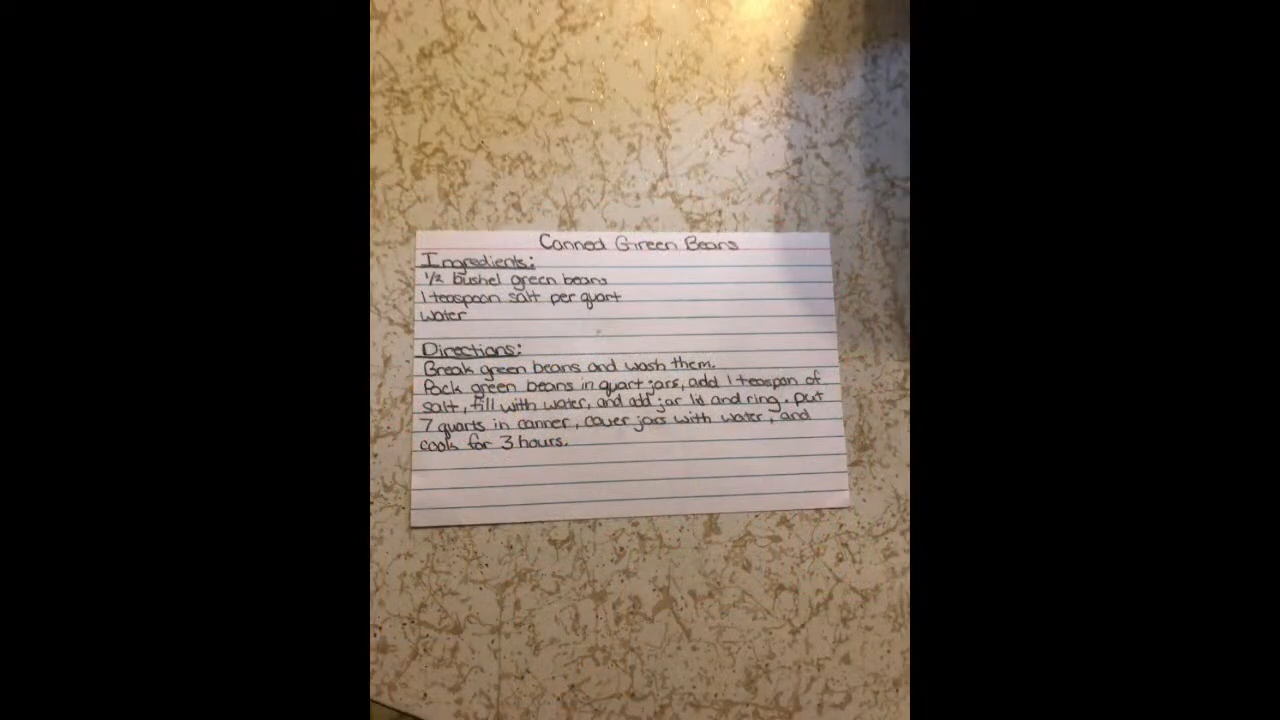 Canned Green Beans
Ingredients:
1/2 bushel green beans
1 teaspoon salt per quart
water
Directions:
Break green beans and wash them.
Pack green beans in quart jars, add 1 teaspoon of
salt, fill with water, and add jar lid and ring. put
7 quarts in canner, cover jars with water, and
cook for 3 hours.